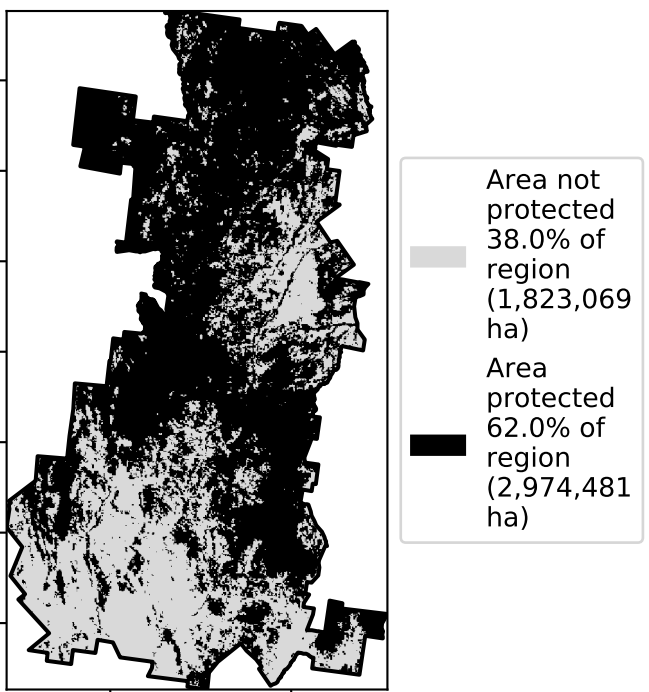 Area not
protected
38.0% of
region
(1,823,069
ha)
Area
protected
62.0% of
region
(2,974,481
ha)